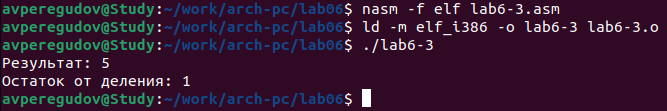 avperegudov@Study:~/work/arch-pc/lab06$ nasm -f elf lab6-3.asm
avperegudov@Study:~/work/arch-pc/lab06$ ld -m elf_i386 -o lab6-3 lab6-3.o
avperegudov@Study:~/work/arch-pc/lab06$ ./lab6-3
Результат: 5
Остаток от деления: 1
avperegudov@Study:~/work/arch-pc/lab06$